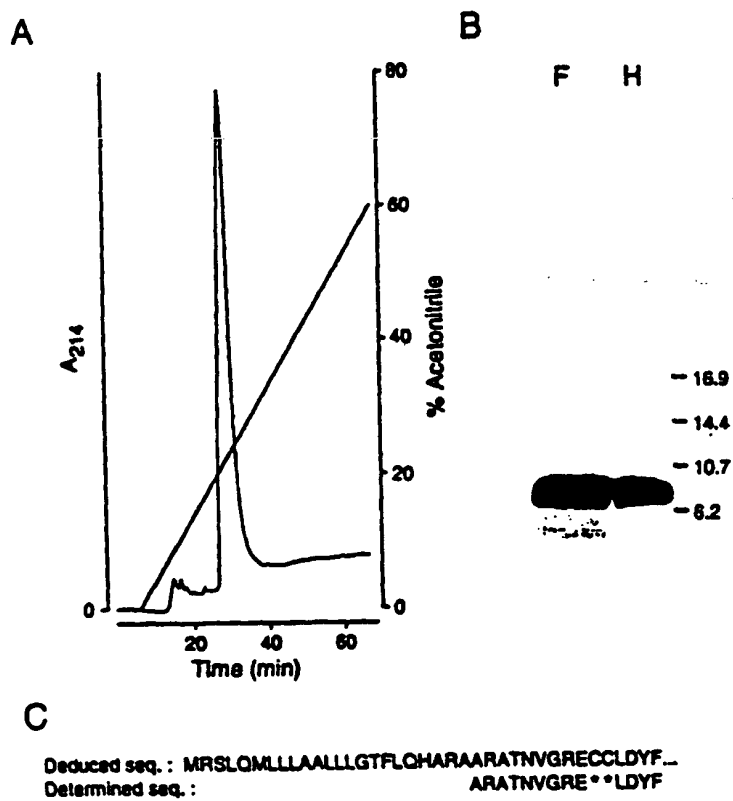 A
B
F H
80
60
40
20
0
A214
% Acetonitrile
0
20 40 60
Time (min)
16.9
14.4
10.7
6.2
C
Deduced seq. : MRSLQMLLLAALLLGTFLQHARAARATNVGRECCLDYF...
Determined seq. : ARATNVGRE**LDYF